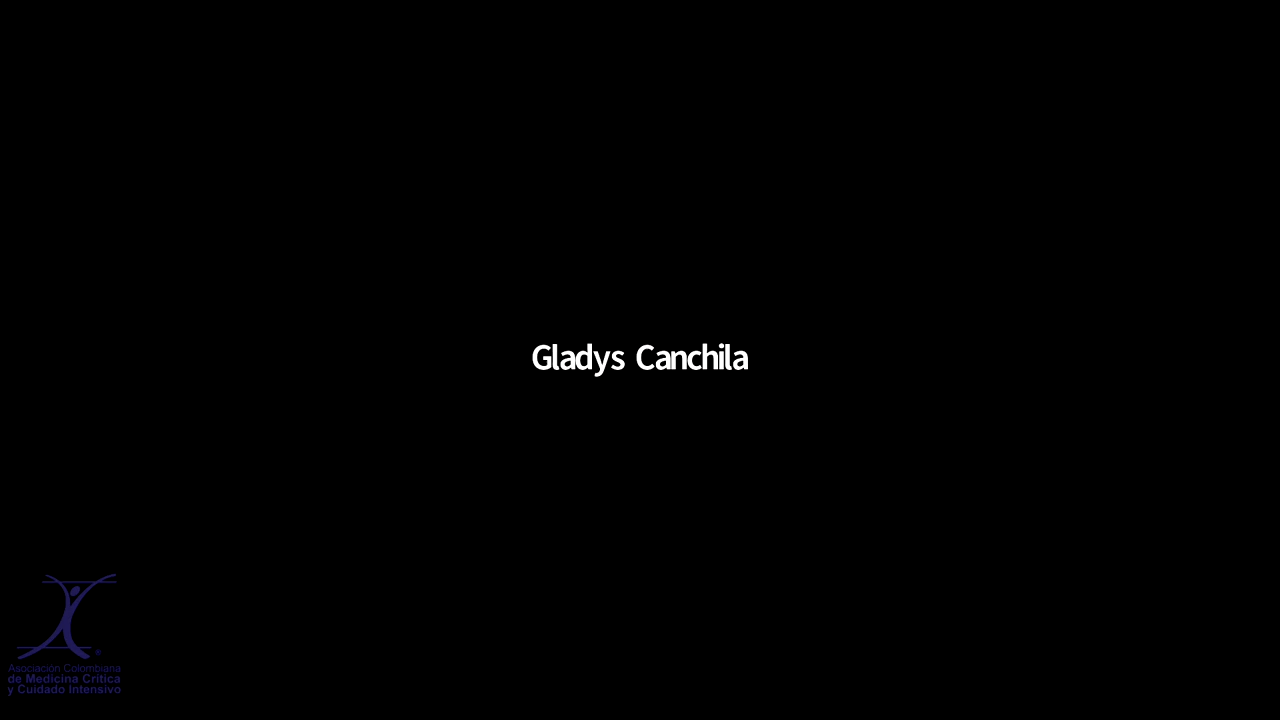 Gladys Canchila
Asociación Colombiana
de Medicina Crítica
y Cuidado Intensivo